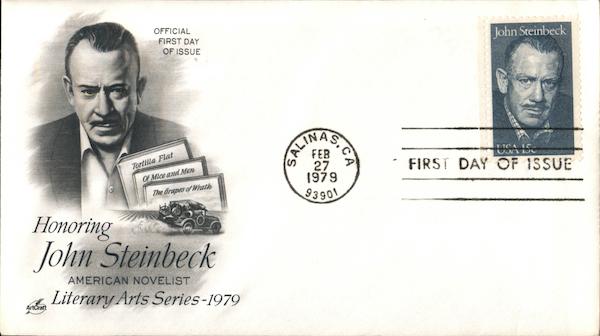 OFFICIAL
FIRST DAY
OF ISSUE
Tortilla Flat
Of Mice and Men
The Grapes of Wrath
Honoring
John Steinbeck
AMERICAN NOVELIST
Literary Arts Series-1979
ArtCraft
SALINAS, CA
FEB
27
1979
93901
John Steinbeck
USA 15c
FIRST DAY OF ISSUE